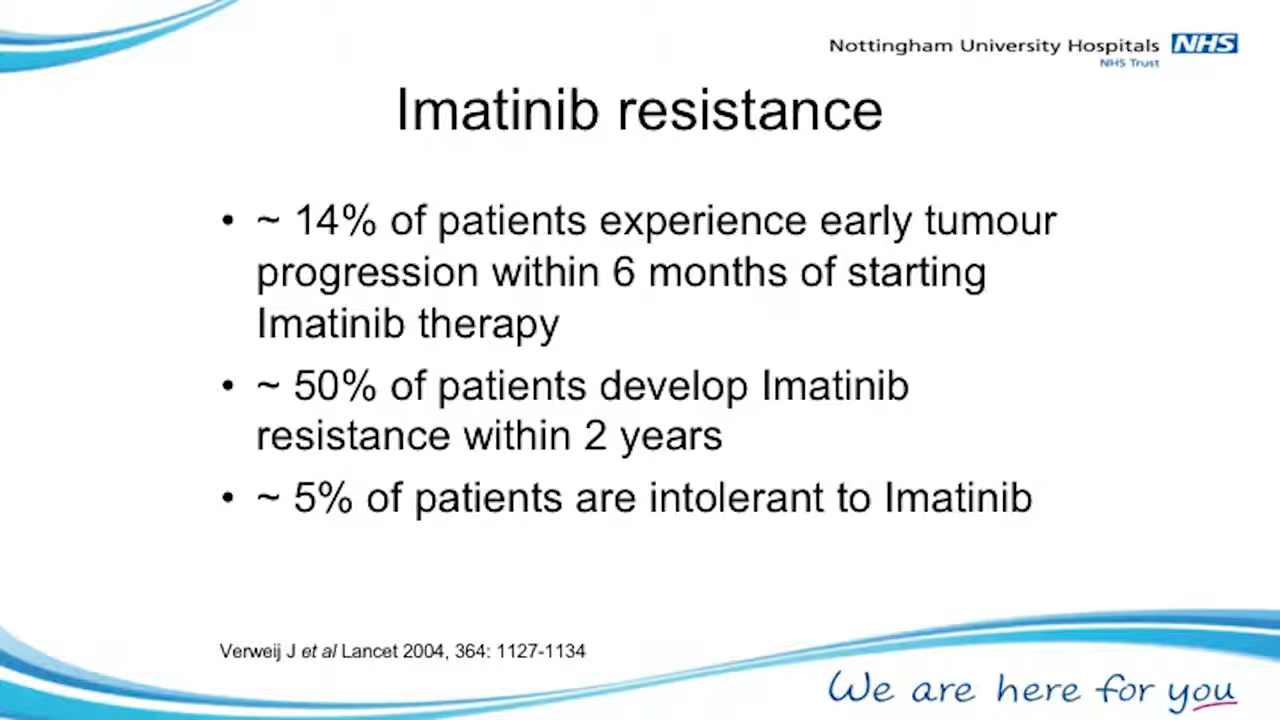 Nottingham University Hospitals NHS
NHS Trust
Imatinib resistance
• ~ 14% of patients experience early tumour
progression within 6 months of starting
Imatinib therapy
• ~ 50% of patients develop Imatinib
resistance within 2 years
• ~ 5% of patients are intolerant to Imatinib
Verweij J et al Lancet 2004, 364: 1127-1134
We are here for you